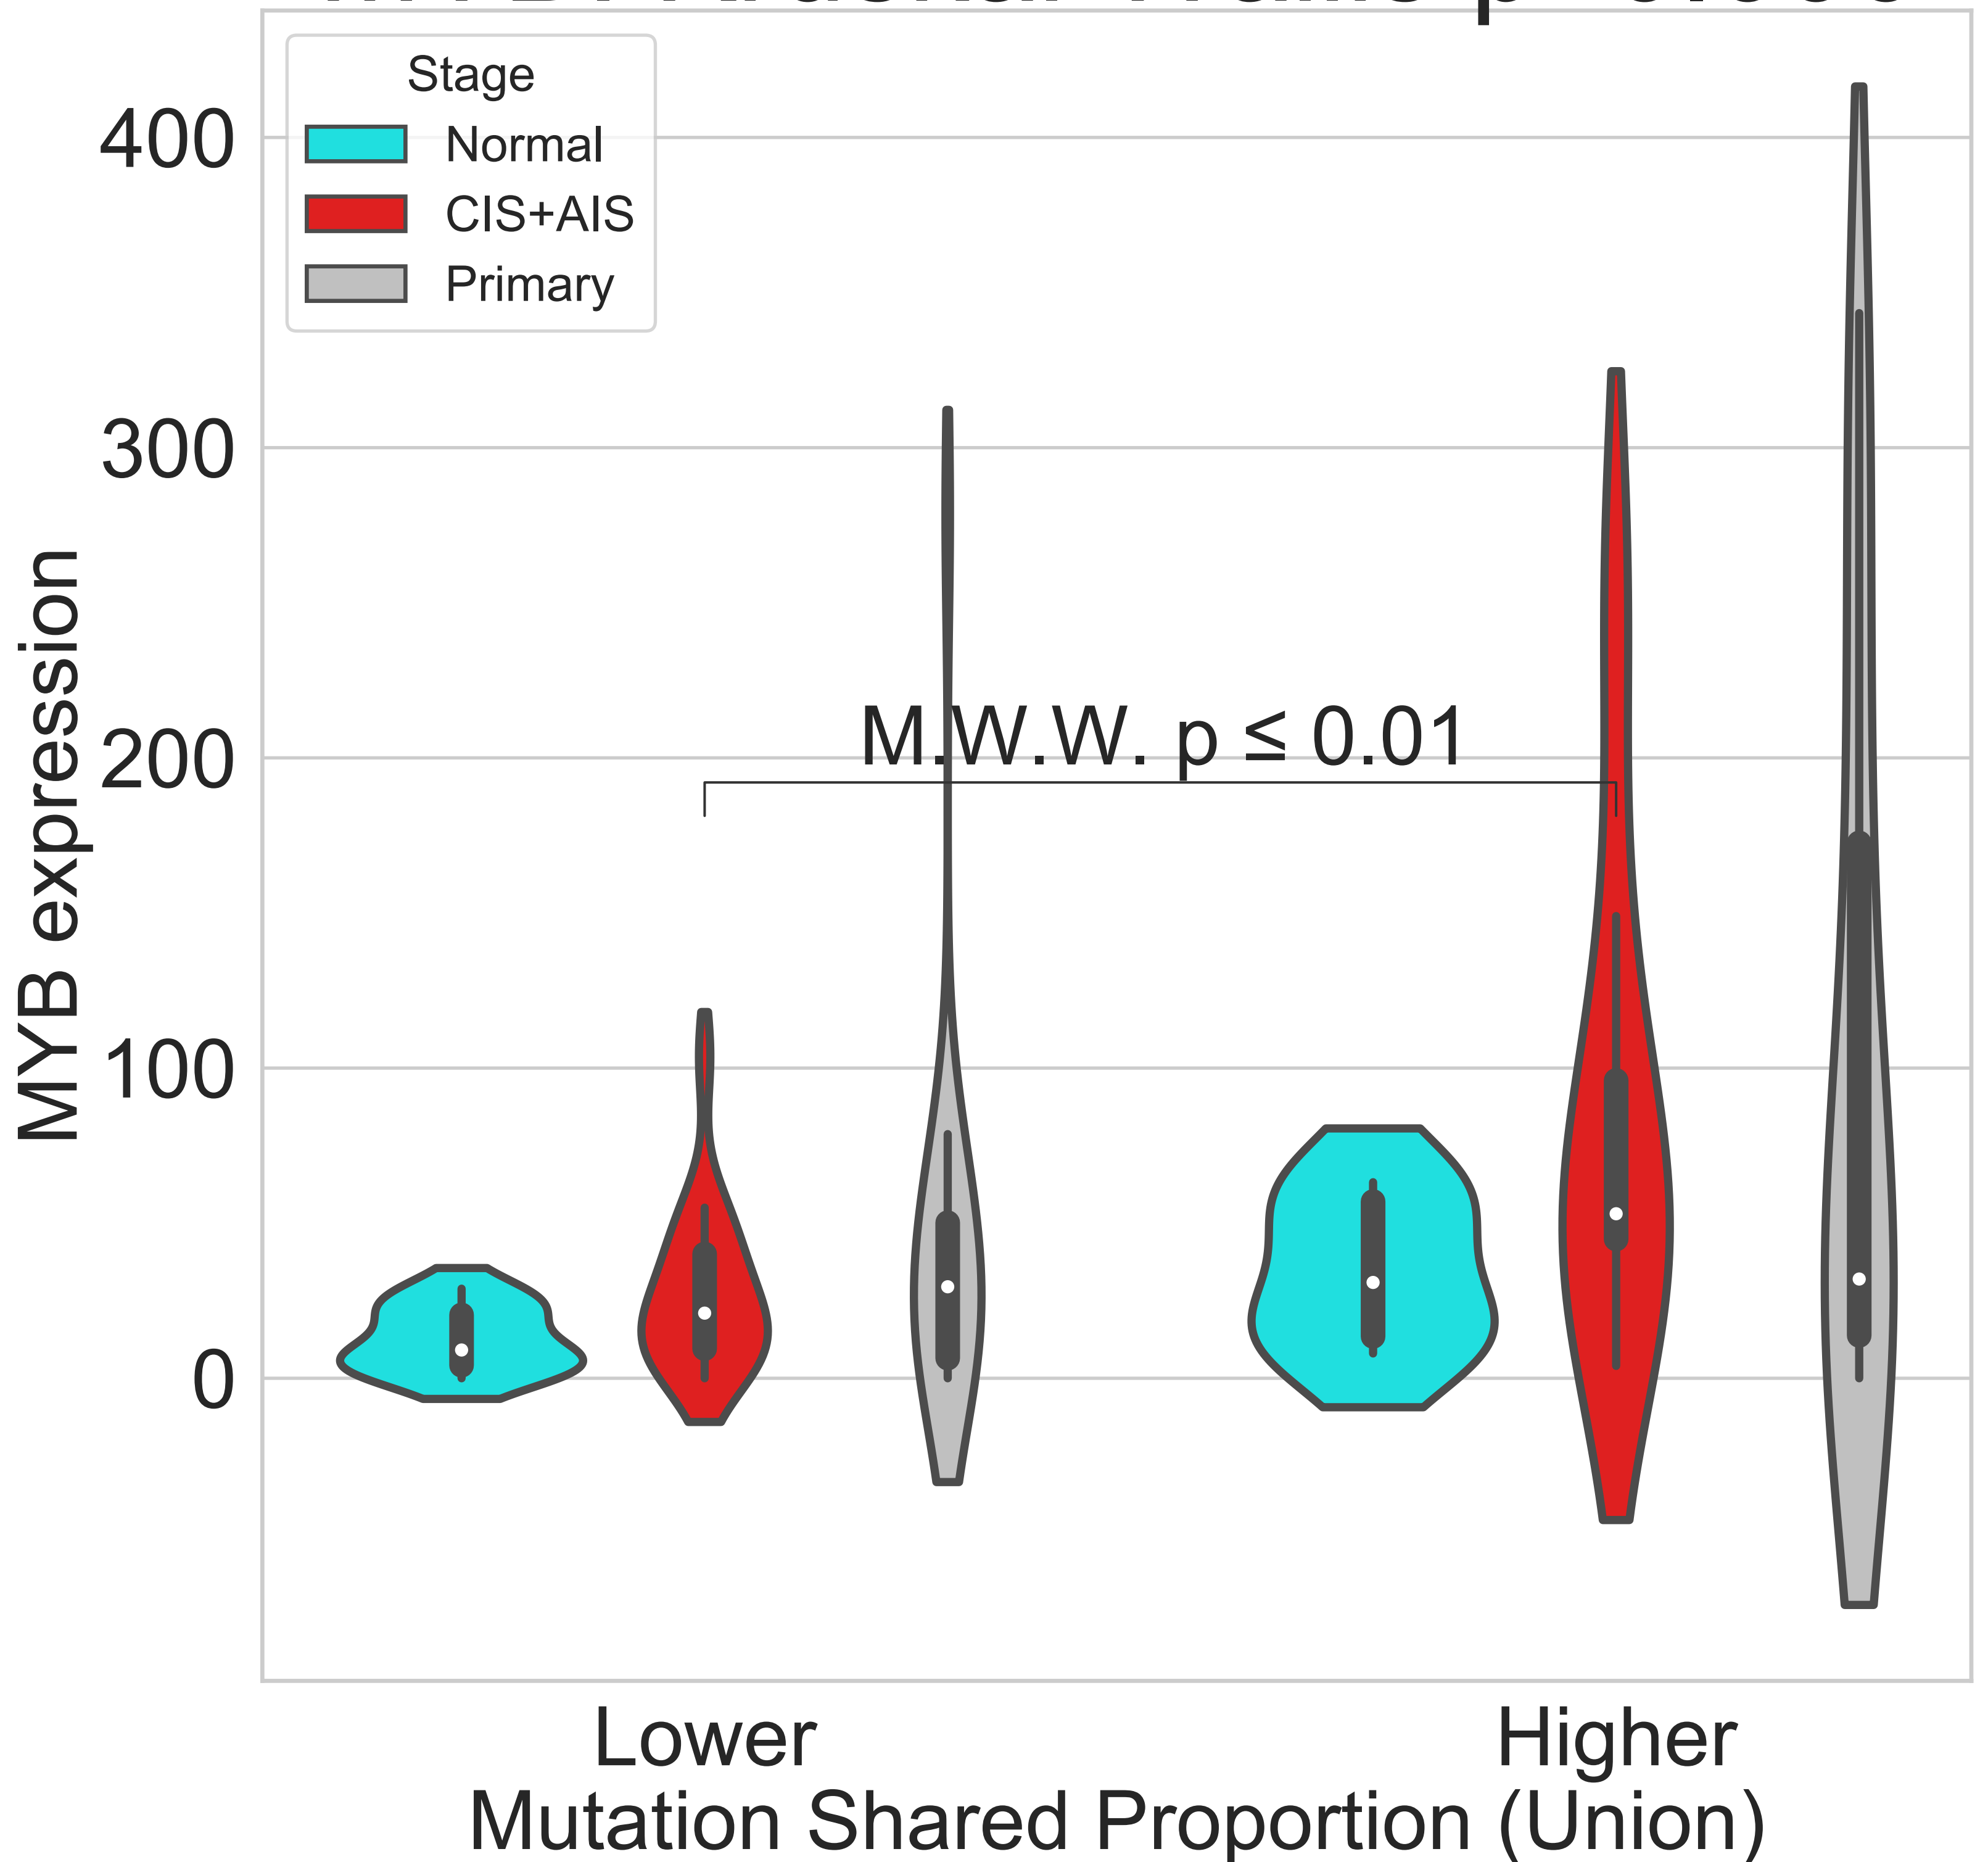 Stage
Normal
CIS+AIS
Primary
400
300
200
100
0
MYB expression
M.W.W. p ≤ 0.01
Lower
Higher
Mutation Shared Proportion (Union)